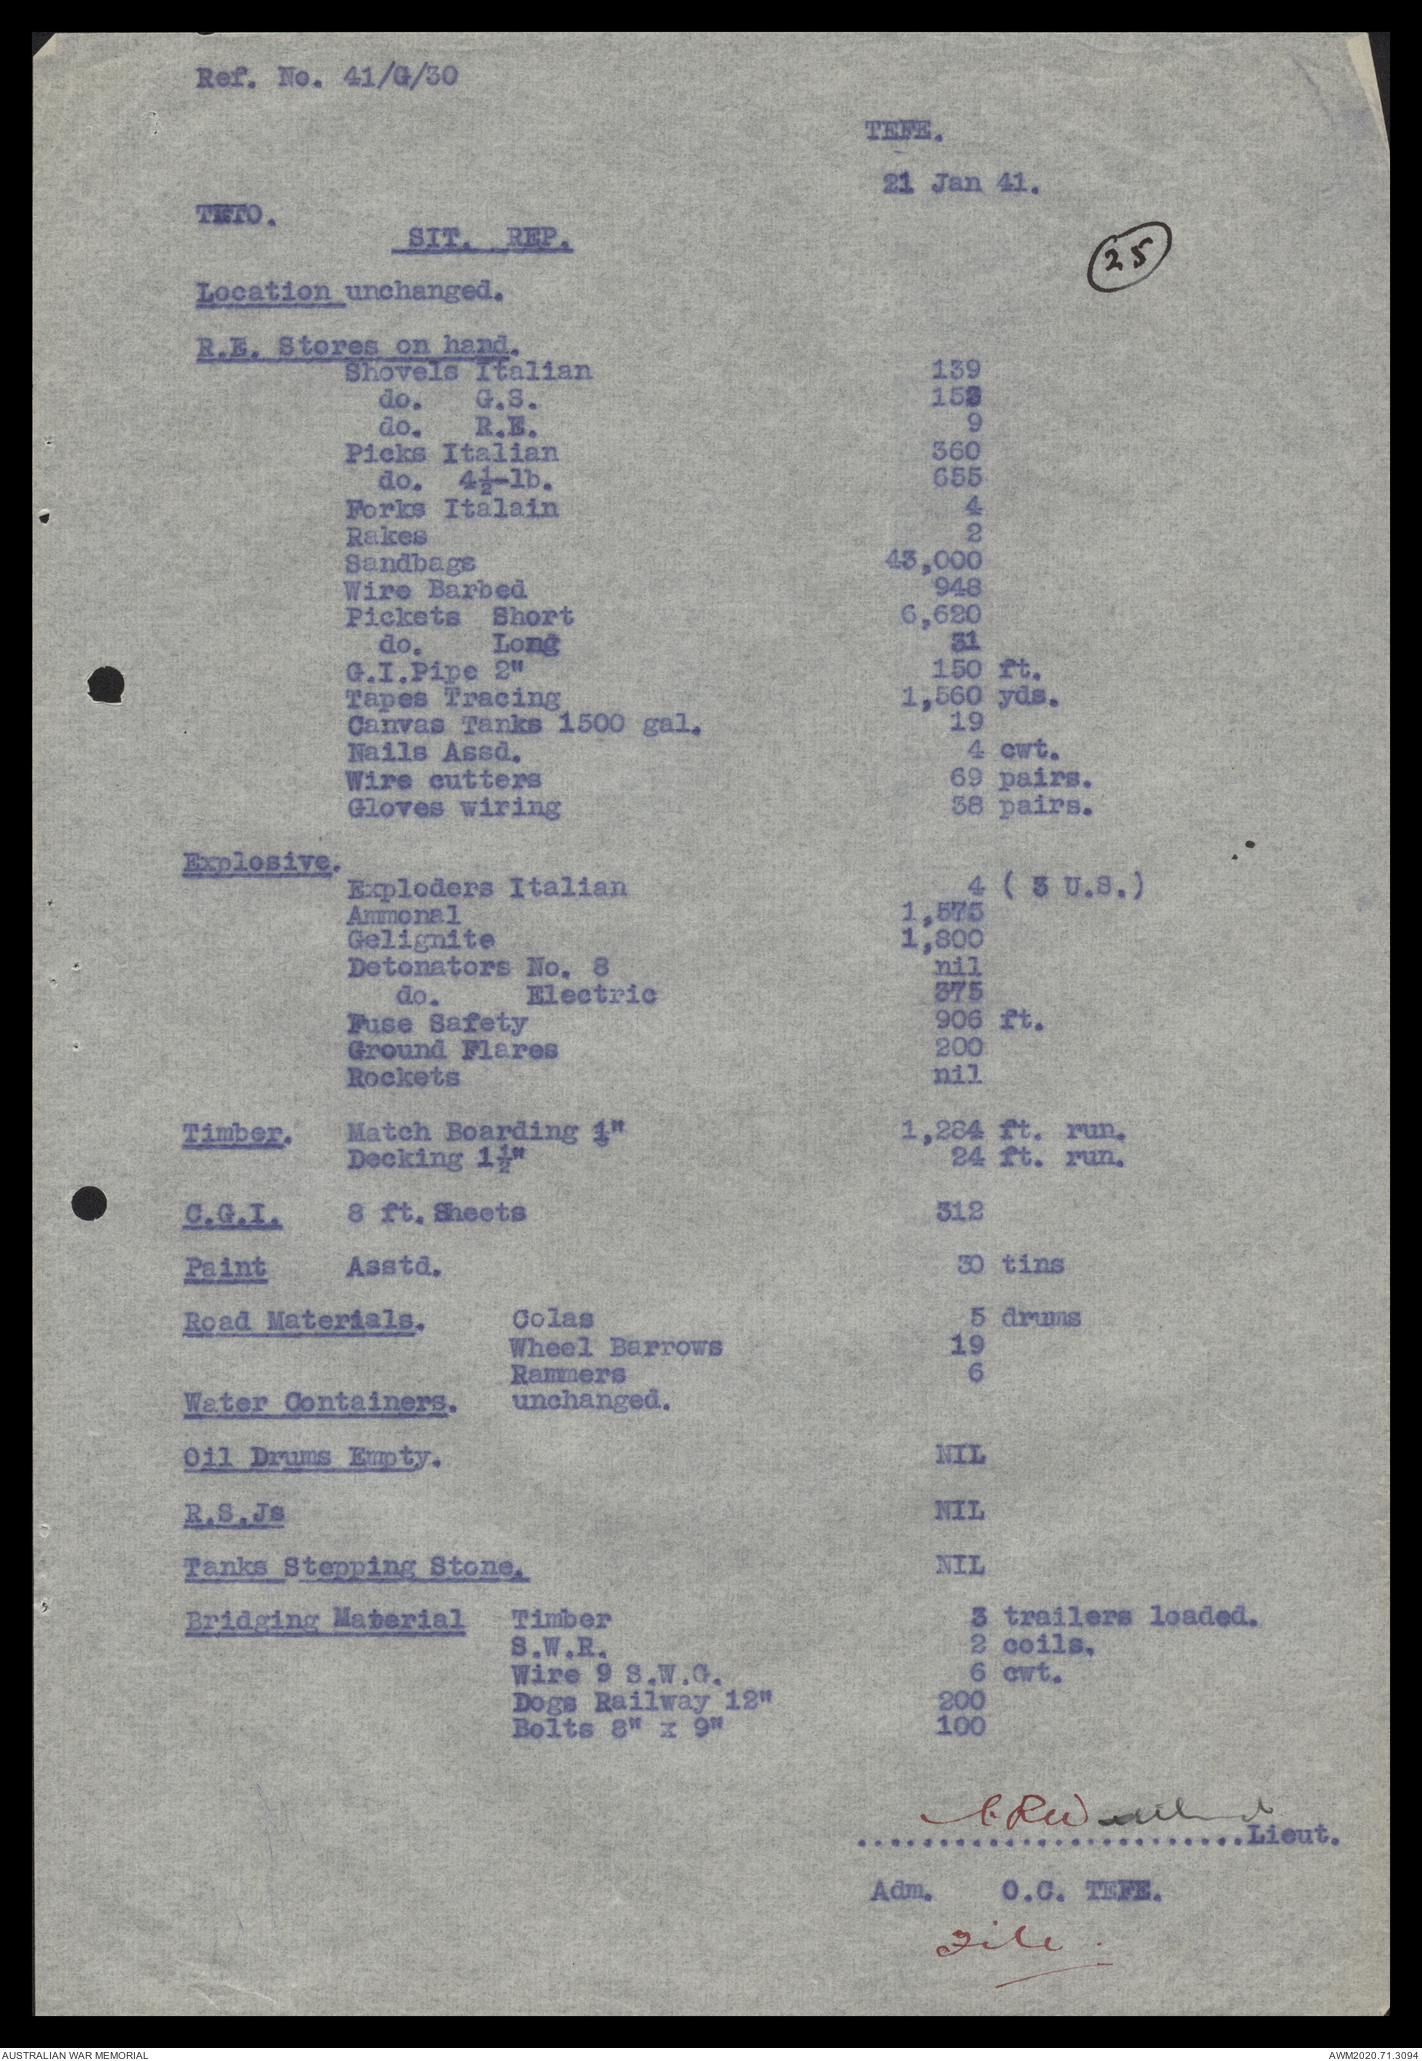 Ref. No. 41/G/30
TEFE.
21 Jan 41.
TETO.
SIT. REP.
25
Location unchanged.
R.E. Stores on hand.
Shovels Italian 139
do. G.S. 153
do. R.E. 9
Picks Italian 360
do. 4½-lb. 655
Forks Italain 4
Rakes 2
Sandbags 43,000
Wire Barbed 948
Pickets Short 6,620
do. Long 31
G.I.Pipe 2" 150 ft.
Tapes Tracing 1,560 yds.
Canvas Tanks 1500 gal. 19
Nails Assd. 4 cwt.
Wire cutters 69 pairs.
Gloves wiring 38 pairs.
Explosive.
Exploders Italian 4 ( 3 U.S.)
Ammonal 1,575
Gelignite 1,800
Detonators No. 8 nil
do. Electric 375
Fuse Safety 906 ft.
Ground Flares 200
Rockets nil
Timber. Match Boarding 1,284 ft. run.
Decking 1½" 24 ft. run.
C.G.I. 8 ft. Sheets 312
Paint Asstd. 30 tins
Road Materials. Colas 5 drums
Wheel Barrows 19
Rammers 6
Water Containers. unchanged.
Oil Drums Empty. NIL
R.S.Js NIL
Tanks Stepping Stone. NIL
Bridging Material Timber 3 trailers loaded.
S.W.R. 2 coils.
Wire 9 S.W.G. 6 cwt.
Dogs Railway 12" 200
Bolts 8" x 9" 100
........................Lieut.
Adm. O.C. TEFE.
File.
AUSTRALIAN WAR MEMORIAL AWM2020.71.3094